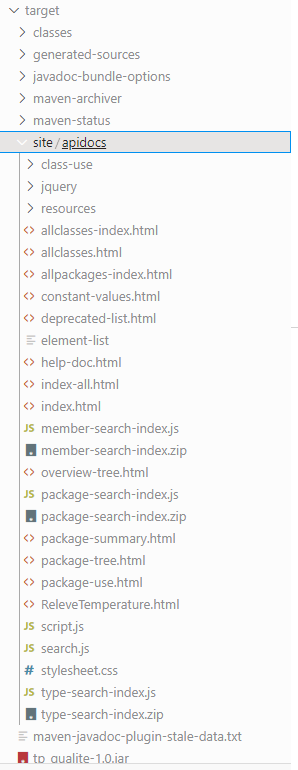 target
classes
generated-sources
javadoc-bundle-options
maven-archiver
maven-status
site / apidocs
class-use
jquery
resources
allclasses-index.html
allclasses.html
allpackages-index.html
constant-values.html
deprecated-list.html
element-list
help-doc.html
index-all.html
index.html
JS member-search-index.js
member-search-index.zip
overview-tree.html
JS package-search-index.js
package-search-index.zip
package-summary.html
package-tree.html
package-use.html
ReleveTemperature.html
JS script.js
JS search.js
# stylesheet.css
JS type-search-index.js
type-search-index.zip
maven-javadoc-plugin-stale-data.txt
tp_qualite-1.0.jar